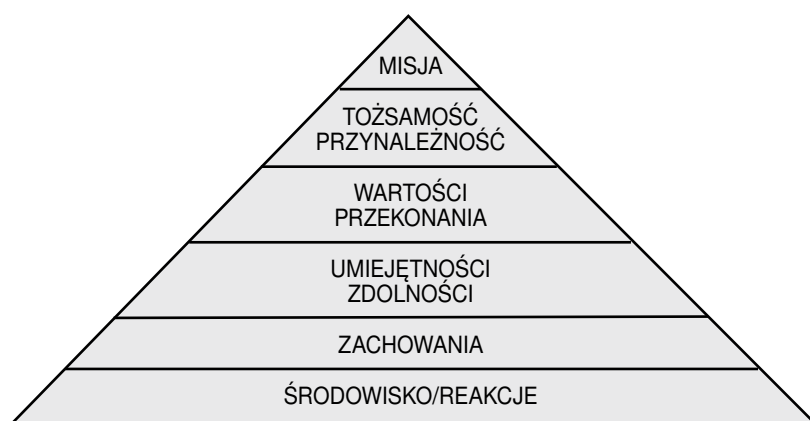 MISJA
TOŻSAMOŚĆ
PRZYNALEŻNOŚĆ
WARTOŚCI
PRZEKONANIA
UMIEJĘTNOŚCI
ZDOLNOŚCI
ZACHOWANIA
ŚRODOWISKO/REAKCJE